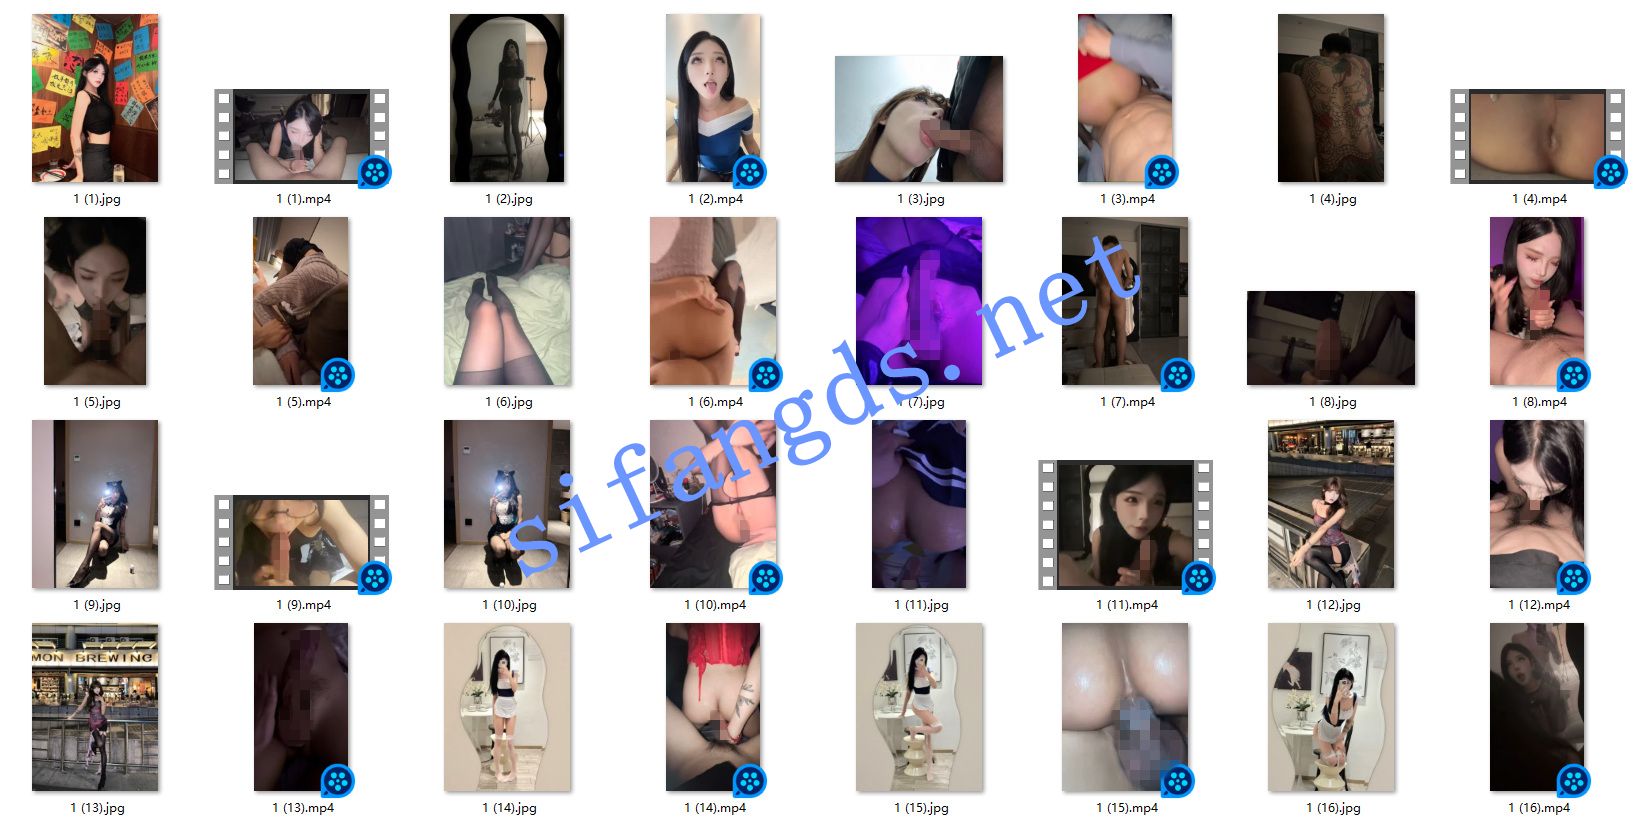 1 (1).jpg
1 (1).mp4
1 (2).jpg
1 (2).mp4
1 (3).jpg
1 (3).mp4
1 (4).jpg
1 (4).mp4
1 (5).jpg
1 (5).mp4
1 (6).jpg
1 (6).mp4
1 (7).jpg
1 (7).mp4
1 (8).jpg
1 (8).mp4
sifangds.net
1 (9).jpg
1 (9).mp4
1 (10).jpg
1 (10).mp4
1 (11).jpg
1 (11).mp4
1 (12).jpg
1 (12).mp4
MON BREWING
1 (13).jpg
1 (13).mp4
1 (14).jpg
1 (14).mp4
1 (15).jpg
1 (15).mp4
1 (16).jpg
1 (16).mp4